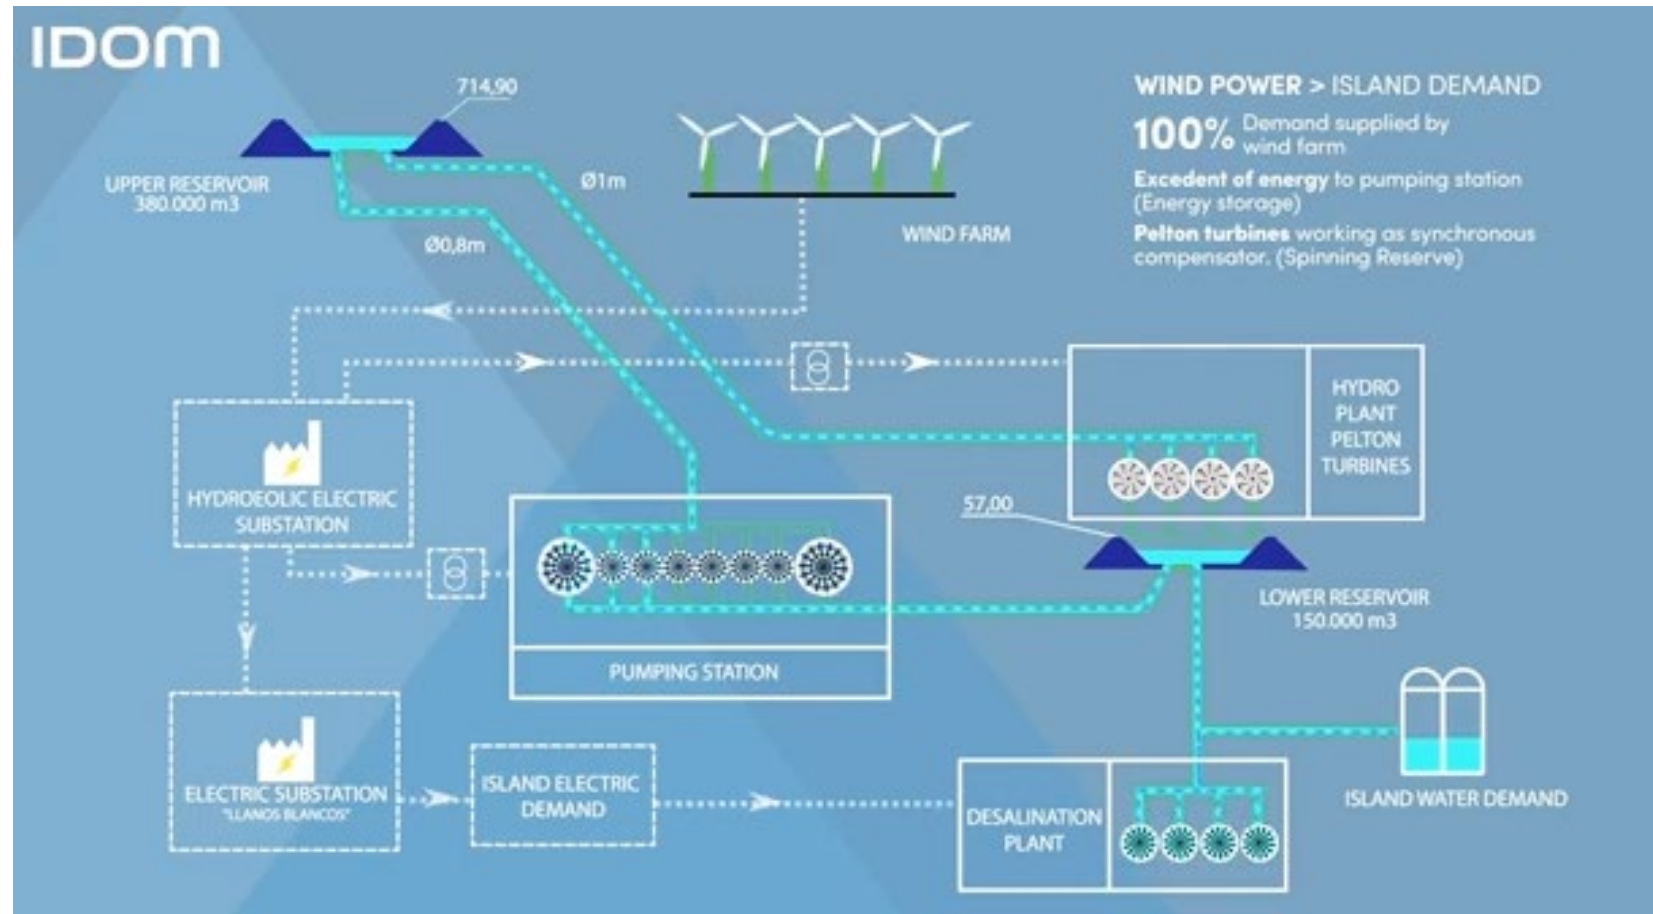 IDOM
714,90
WIND POWER > ISLAND DEMAND
100% Demand supplied by
wind farm
Excedent of energy to pumping station
(Energy storage)
Pelton turbines working as synchronous
compensator. (Spinning Reserve)
UPPER RESERVOIR
380.000 m3
Ø1m
Ø0,8m
WIND FARM
HYDRO
PLANT
PELTON
TURBINES
HYDROEOLIC ELECTRIC
SUBSTATION
57,00
LOWER RESERVOIR
150.000 m3
PUMPING STATION
ELECTRIC SUBSTATION
"LLANOS BLANCOS"
ISLAND ELECTRIC
DEMAND
DESALINATION
PLANT
ISLAND WATER DEMAND